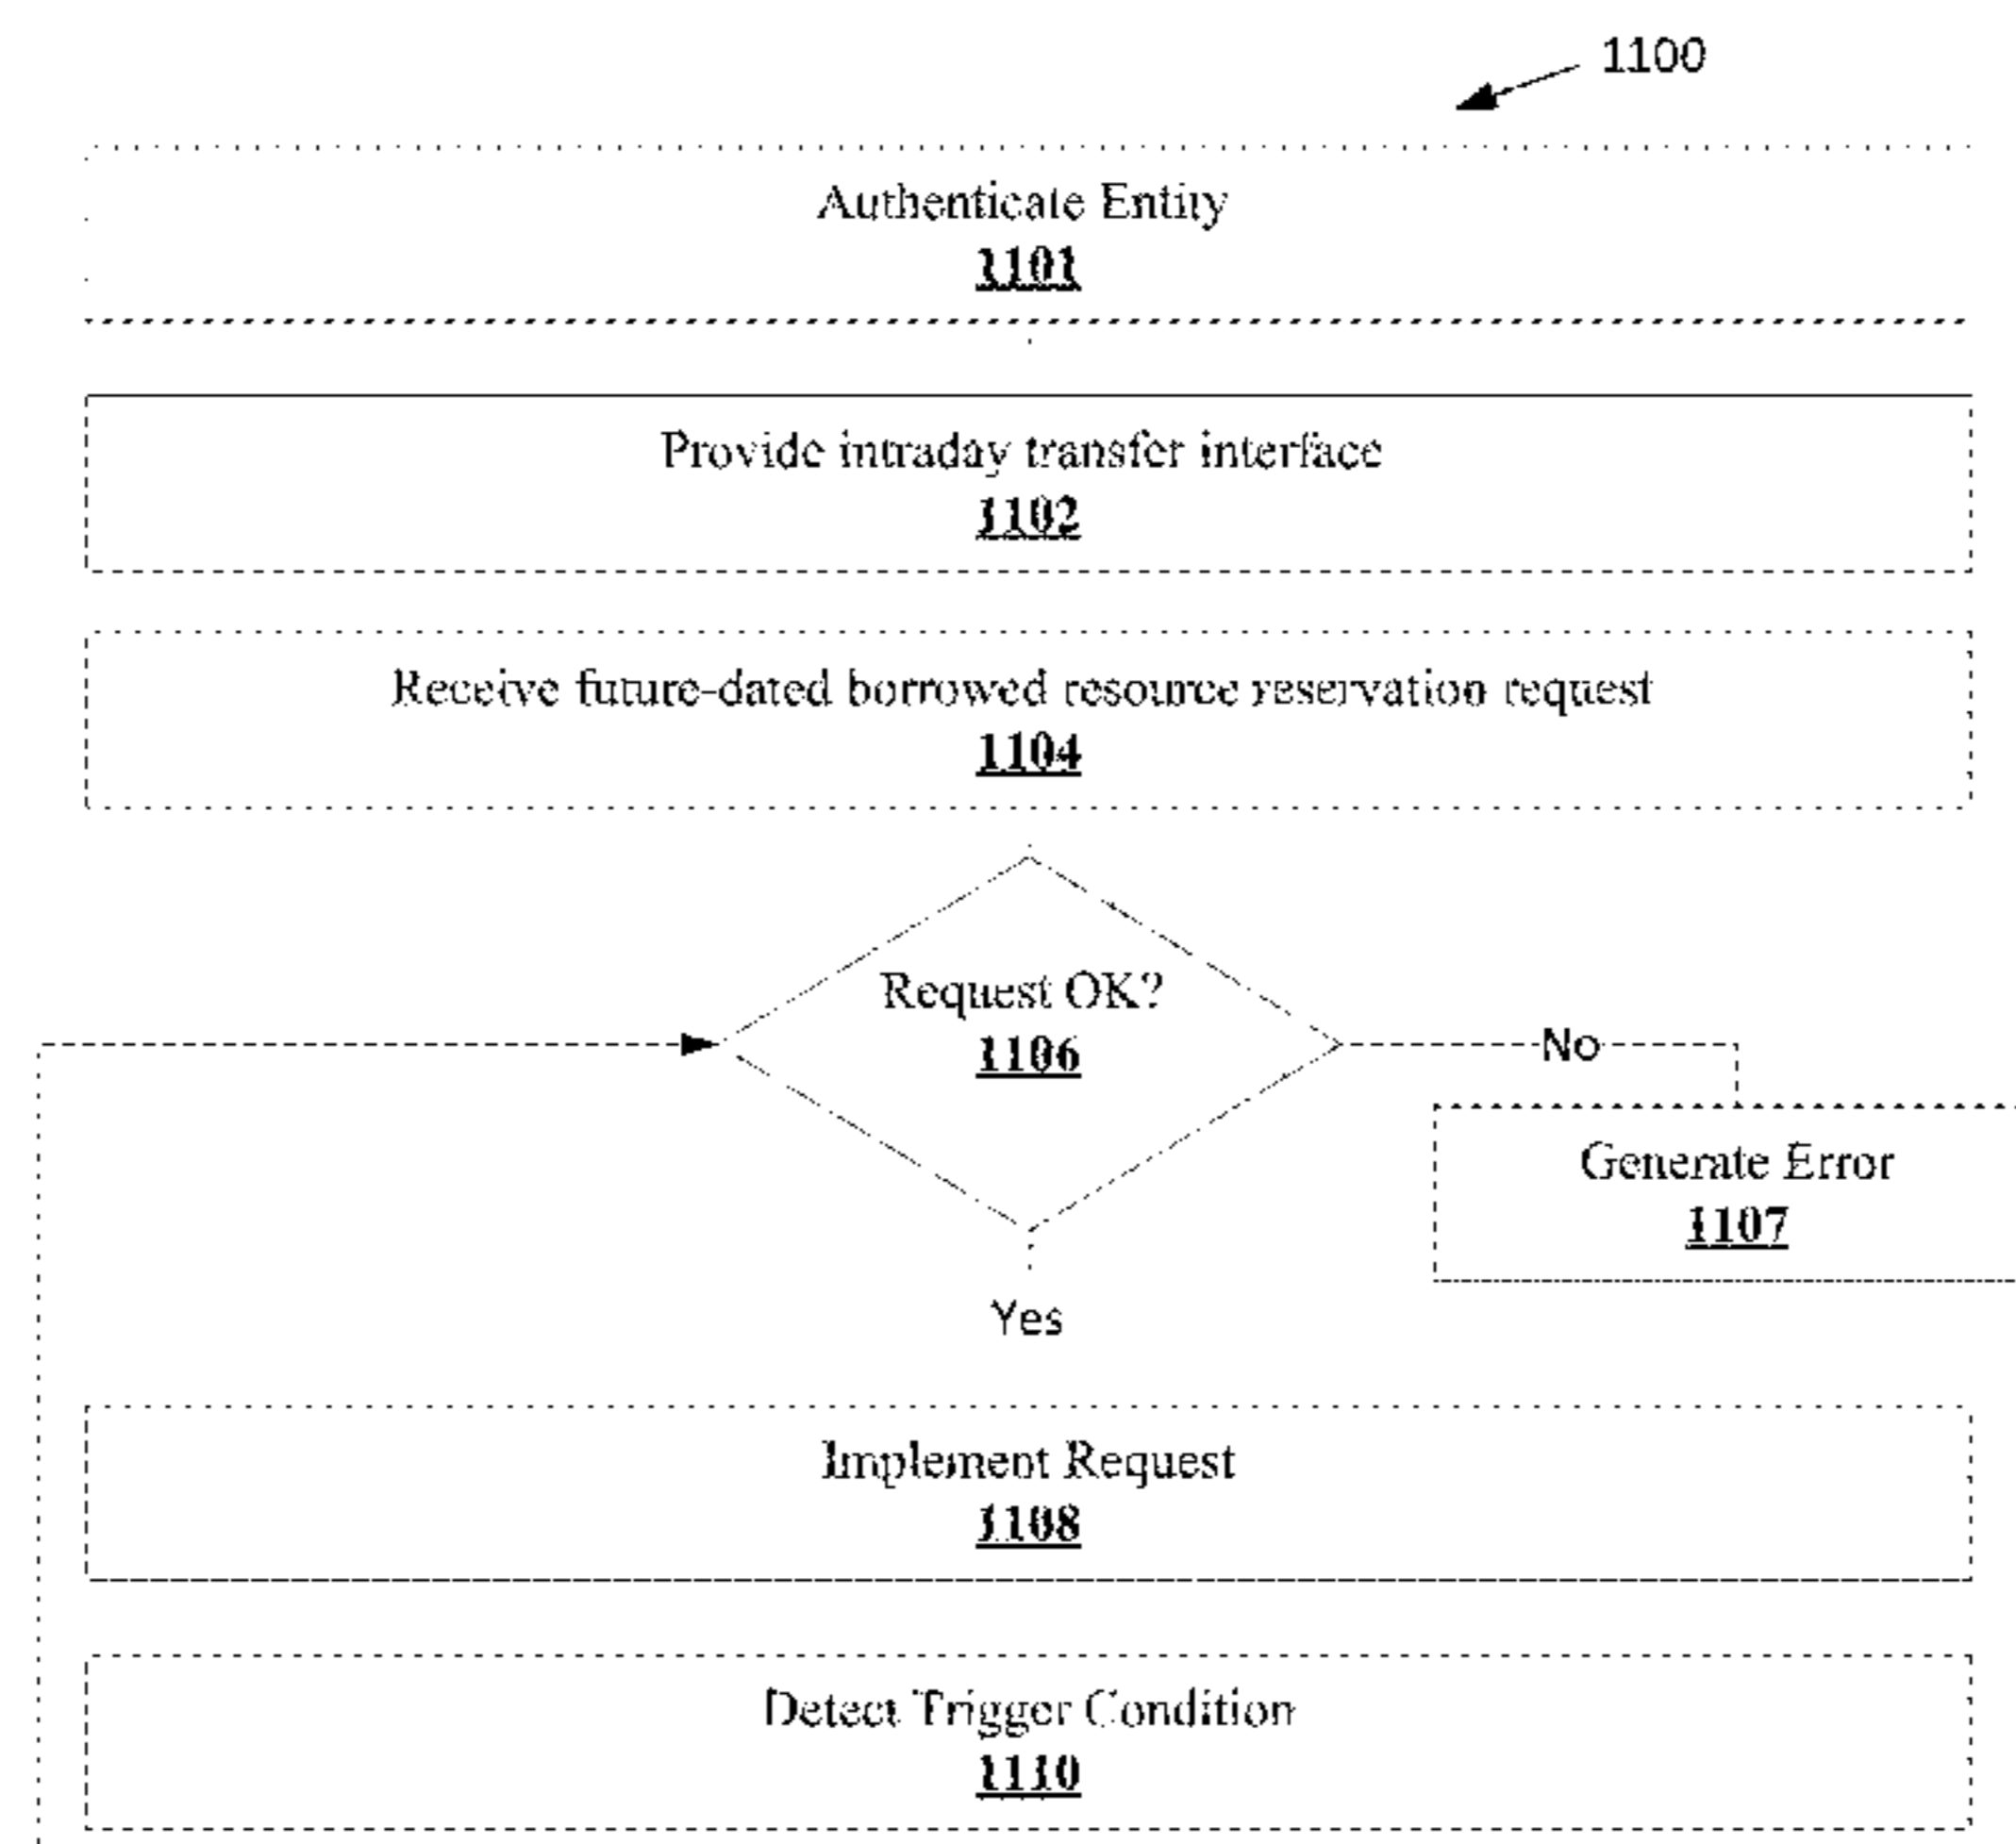 1100
Authenticate Entity
1101
Provide intraday transfer interface
1102
Receive future-dated borrowed resource reservation request
1104
Request OK?
1106
No
Generate Error
1107
Yes
Implement Request
1108
Detect Trigger Condition
1110